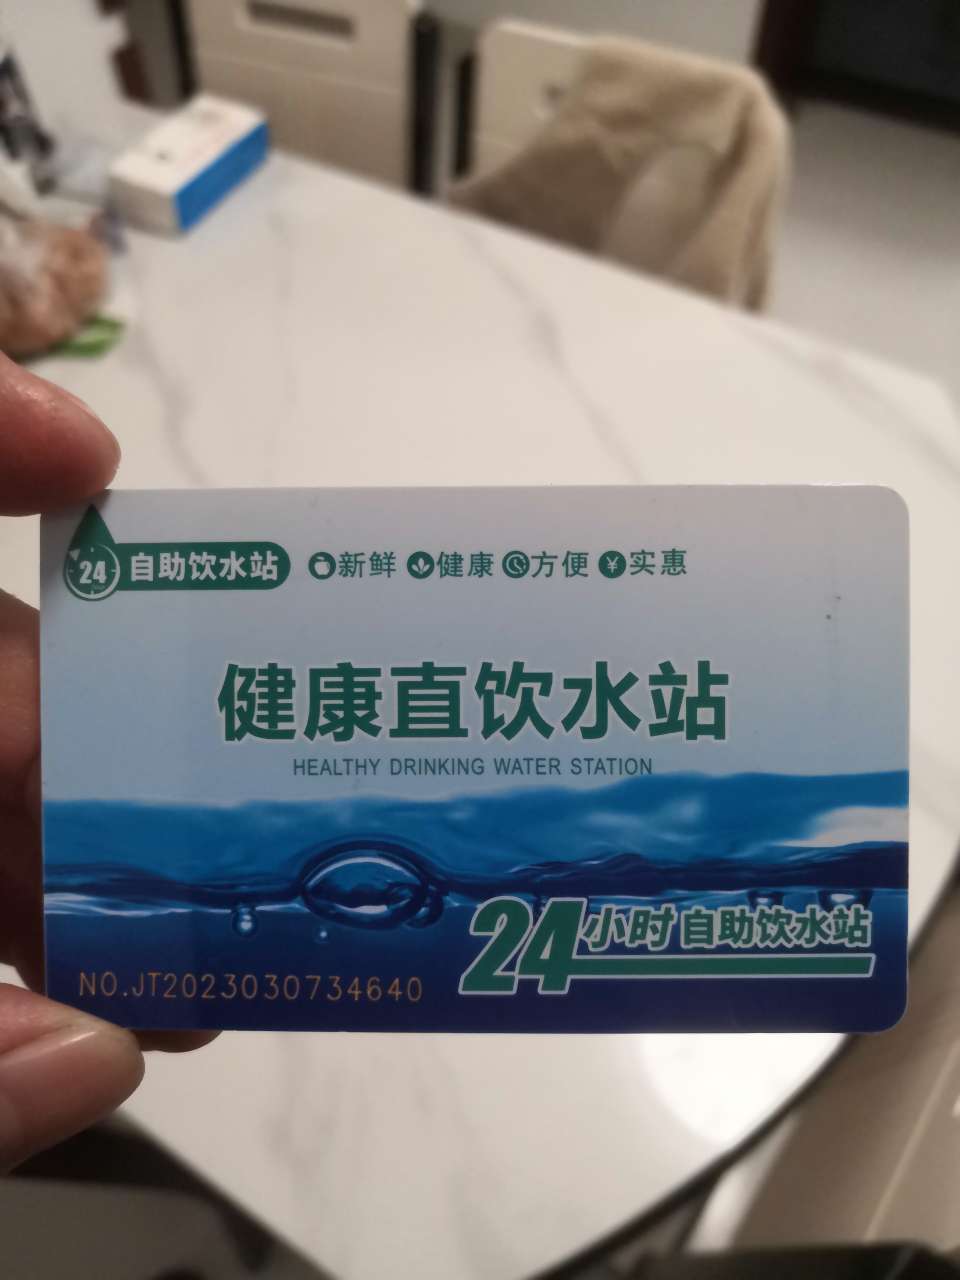 24 自助饮水站 新鲜 健康 方便 ¥实惠
健康直饮水站
HEALTHY DRINKING WATER STATION
24小时自助饮水站
NO.JT2023030734640